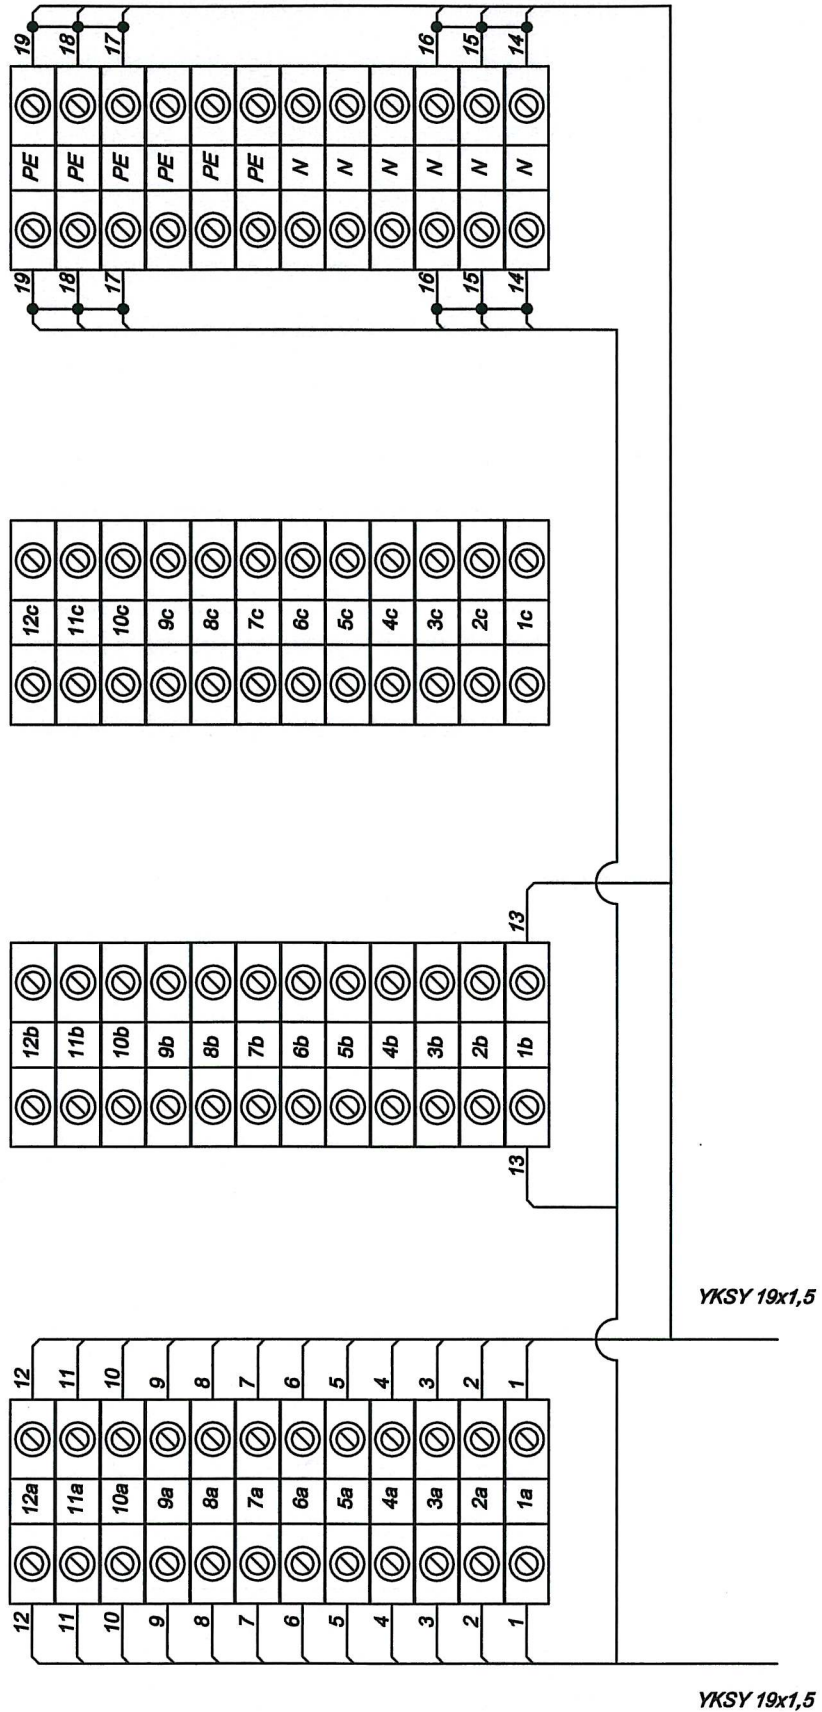 19 18 17 16 15 14
PE PE PE PE PE PE N N N N N N
19 18 17 16 15 14
12c 11c 10c 9c 8c 7c 6c 5c 4c 3c 2c 1c
13
12b 11b 10b 9b 8b 7b 6b 5b 4b 3b 2b 1b
13
YKSY 19x1,5
12 11 10 9 8 7 6 5 4 3 2 1
12a 11a 10a 9a 8a 7a 6a 5a 4a 3a 2a 1a
12 11 10 9 8 7 6 5 4 3 2 1
YKSY 19x1,5